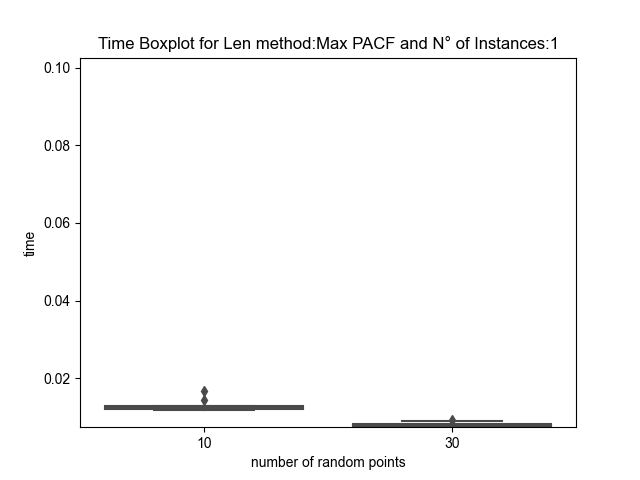 Time Boxplot for Len method:Max PACF and N° of Instances:1
0.10
0.08
0.06
0.04
0.02
time
10 30
number of random points